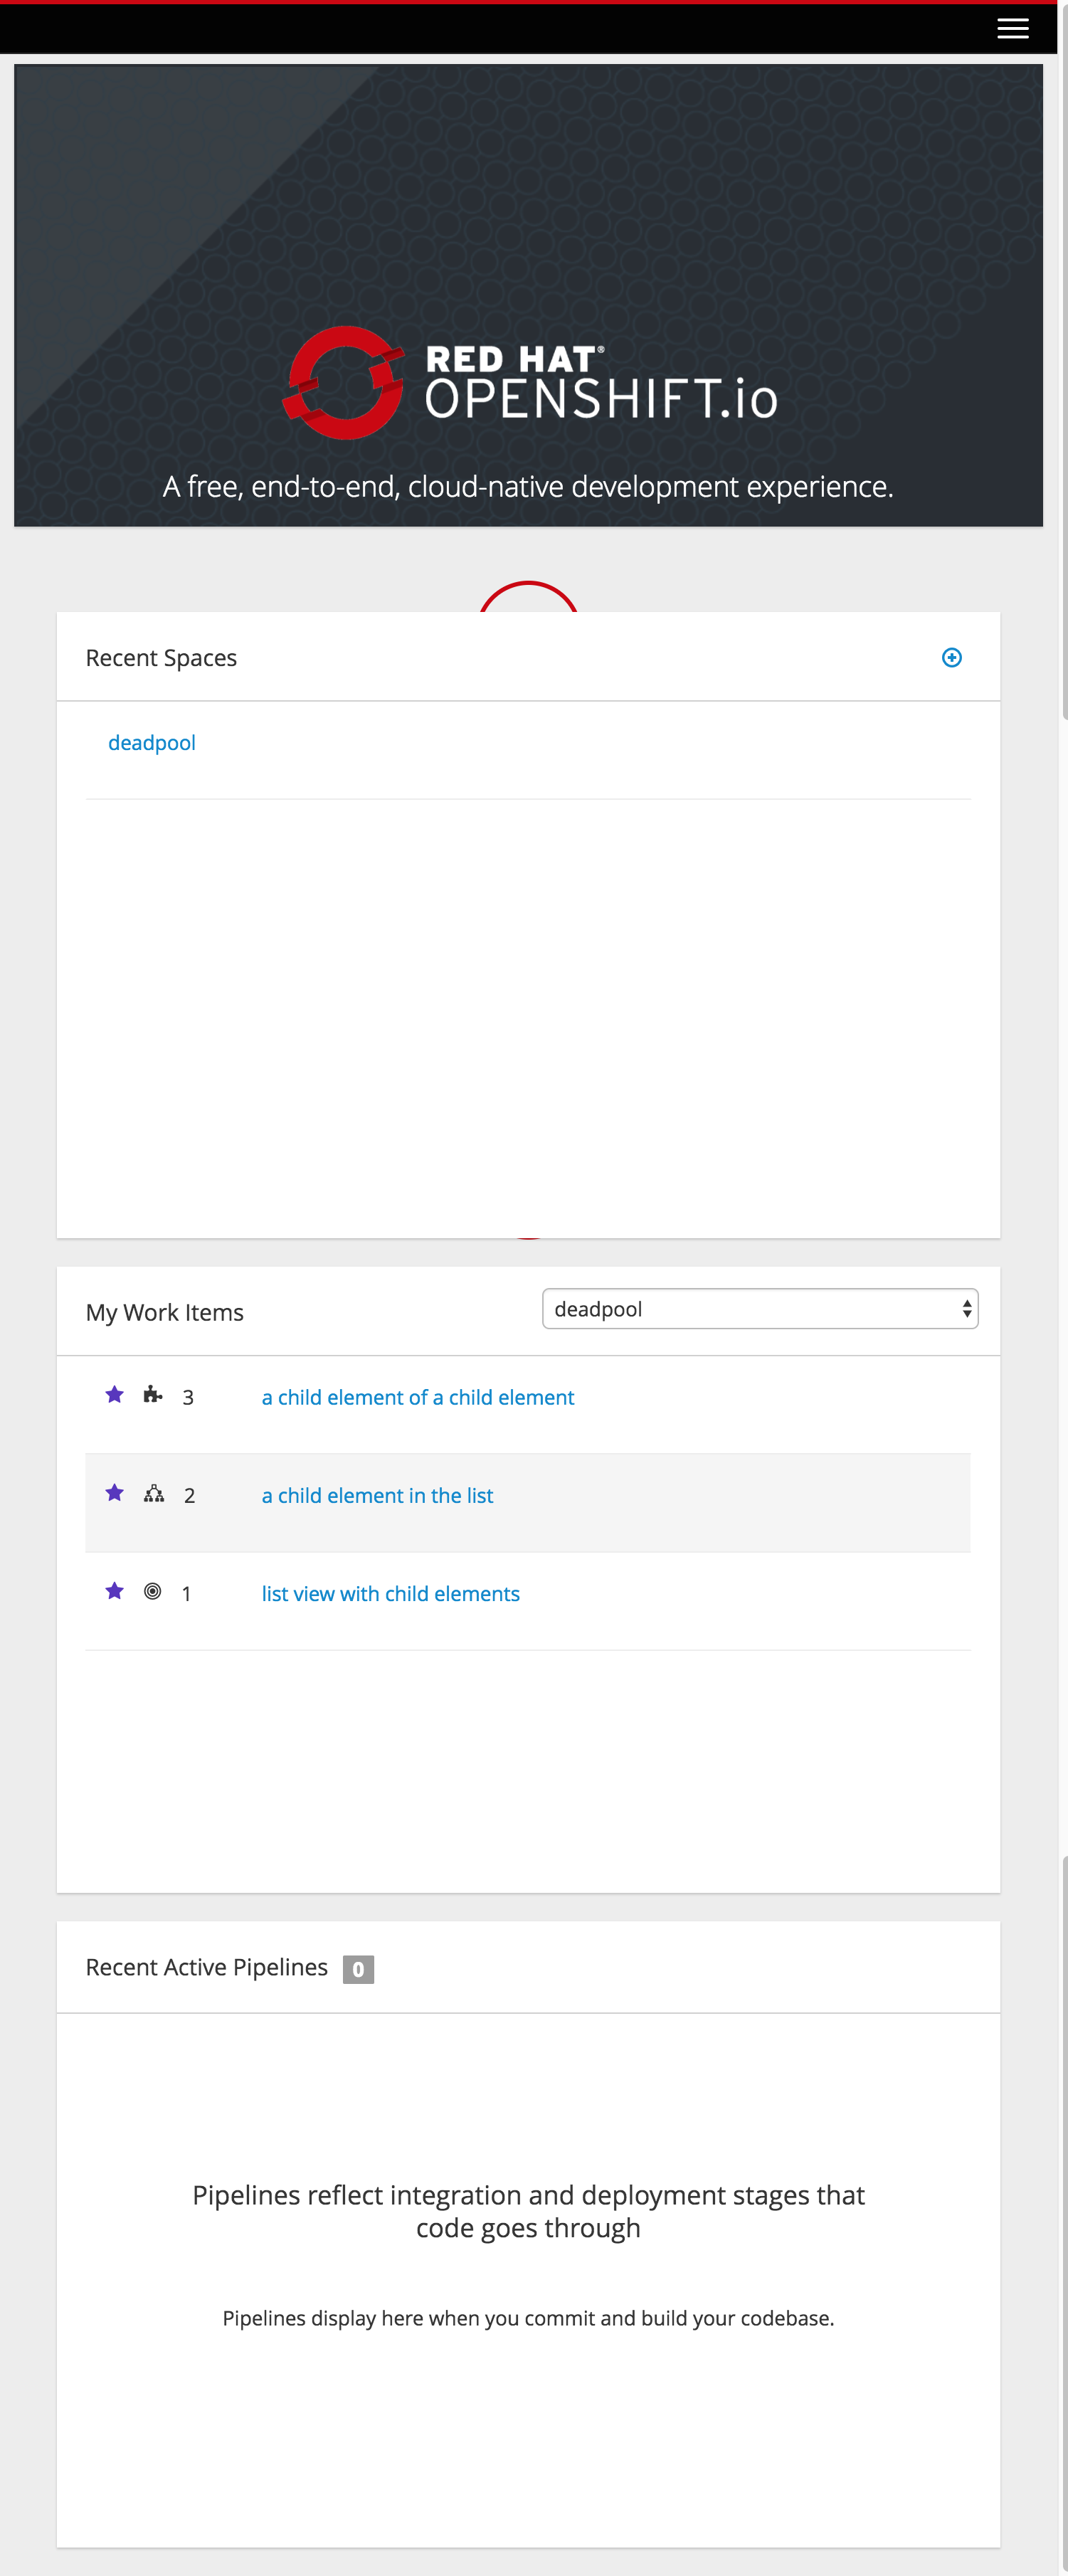 RED HAT®
OPENSHIFT.io
A free, end-to-end, cloud-native development experience.
Recent Spaces
deadpool
My Work Items
deadpool
3 a child element of a child element
2 a child element in the list
1 list view with child elements
Recent Active Pipelines 0
Pipelines reflect integration and deployment stages that
code goes through
Pipelines display here when you commit and build your codebase.